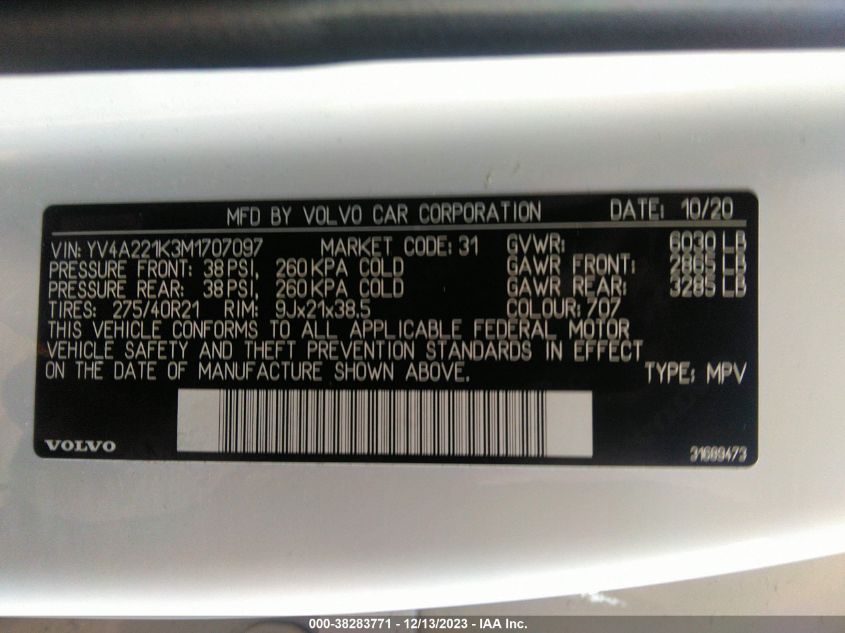 MFD BY VOLVO CAR CORPORATION DATE: 10/20
VIN: YV4A221K3M1707097 MARKET CODE: 31 GVWR: 6030 LB
PRESSURE FRONT: 38 PSI, 260 KPA COLD GAWR FRONT: 2865 LB
PRESSURE REAR: 38 PSI, 260 KPA COLD GAWR REAR: 3285 LB
TIRES: 275/40R21 RIM: 9Jx21x38.5 COLOUR: 707
THIS VEHICLE CONFORMS TO ALL APPLICABLE FEDERAL MOTOR
VEHICLE SAFETY AND THEFT PREVENTION STANDARDS IN EFFECT
ON THE DATE OF MANUFACTURE SHOWN ABOVE. TYPE: MPV
VOLVO 31689473
000-38283771 - 12/13/2023 - IAA Inc.